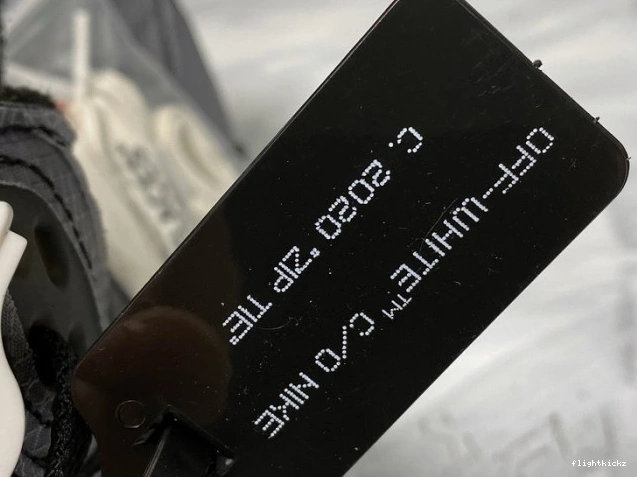 OFF--WHITE™ C/O NIKE
C. 2020 "ZIP TIE"
flightkickz